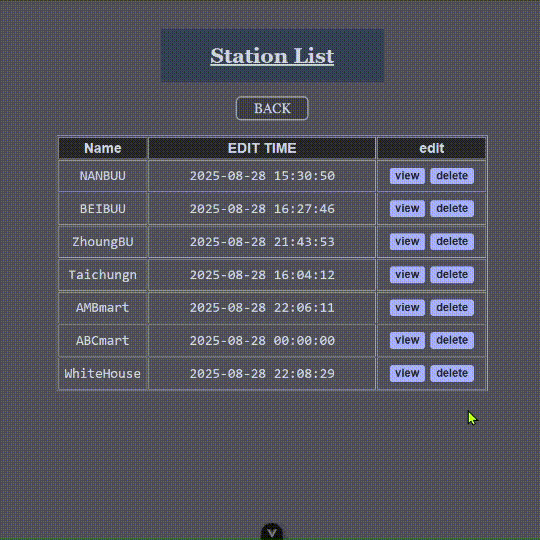 Station List
BACK
Name EDIT TIME edit
NANBUU 2025-08-28 15:30:50 view delete
BEIBUU 2025-08-28 16:27:46 view delete
ZhoungBU 2025-08-28 21:43:53 view delete
Taichungn 2025-08-28 16:04:12 view delete
AMBmart 2025-08-28 22:06:11 view delete
ABCmart 2025-08-28 00:00:00 view delete
WhiteHouse 2025-08-28 22:08:29 view delete